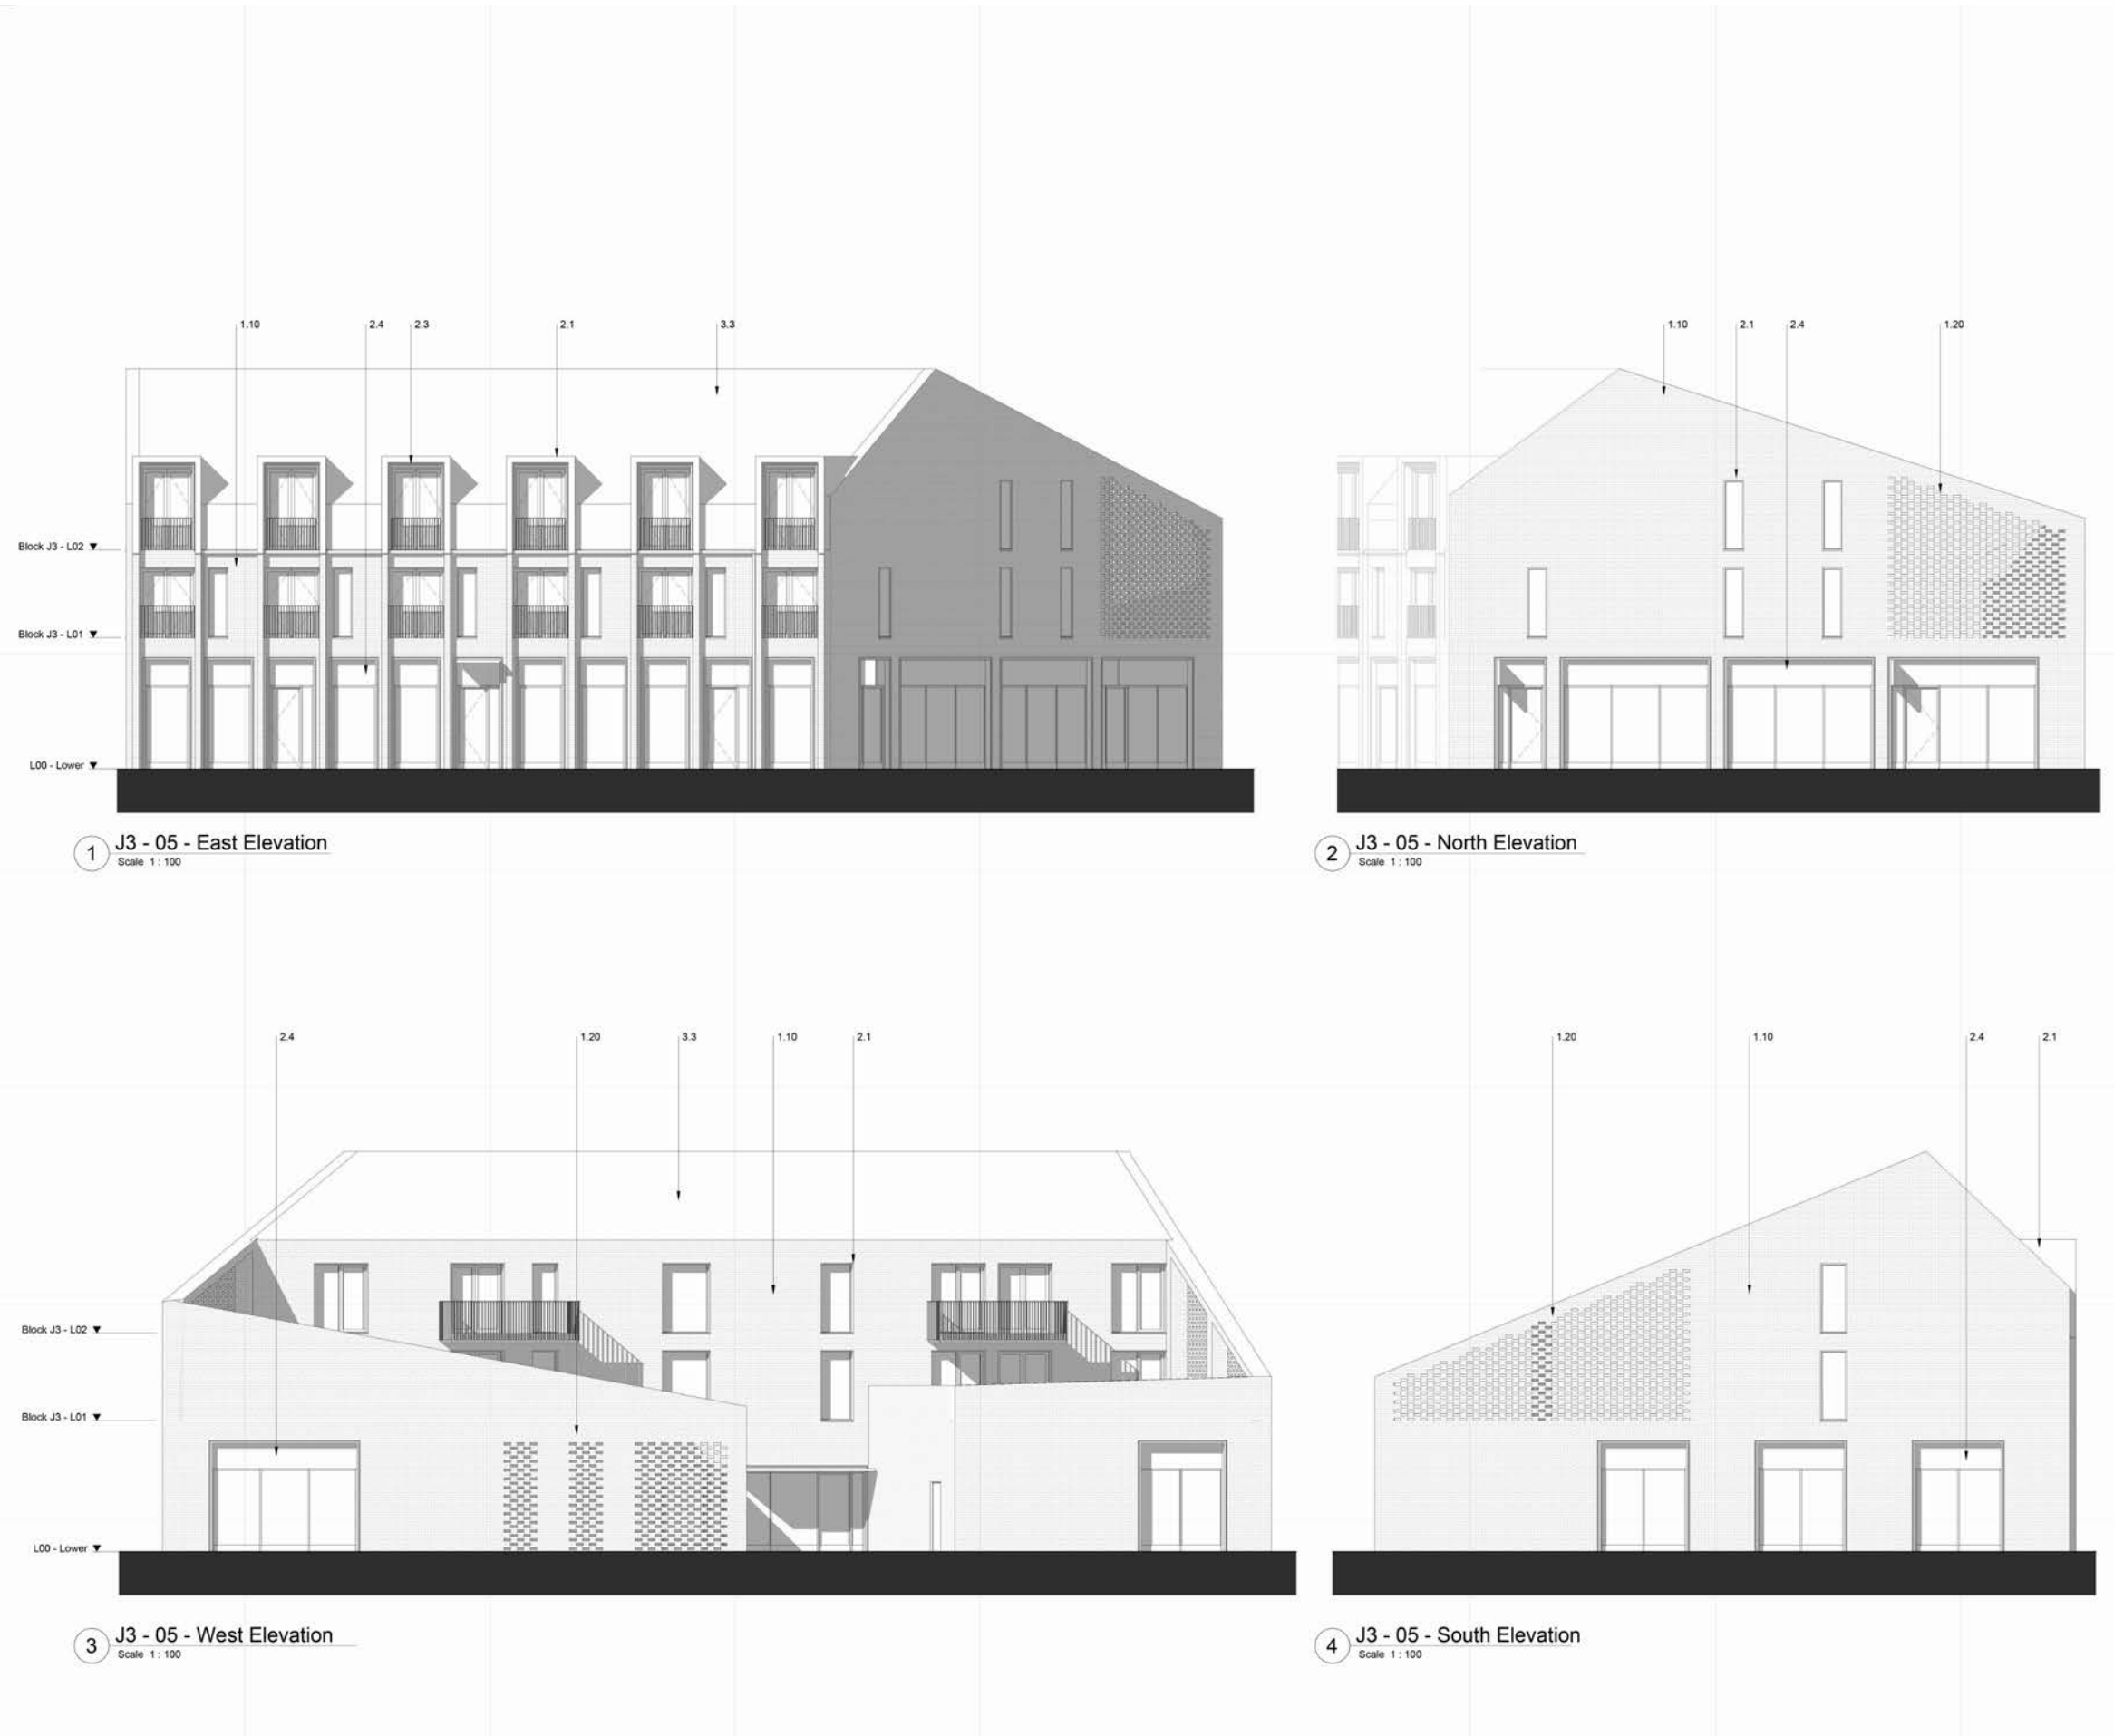 1.10 2.4 2.3 2.1 3.3
Block J3 - L02
Block J3 - L01
L00 - Lower
1 J3 - 05 - East Elevation
Scale 1 : 100
1.10 2.1 2.4 1.20
2 J3 - 05 - North Elevation
Scale 1 : 100
2.4 1.20 3.3 1.10 2.1
Block J3 - L02
Block J3 - L01
L00 - Lower
3 J3 - 05 - West Elevation
Scale 1 : 100
1.20 1.10 2.4 2.1
4 J3 - 05 - South Elevation
Scale 1 : 100